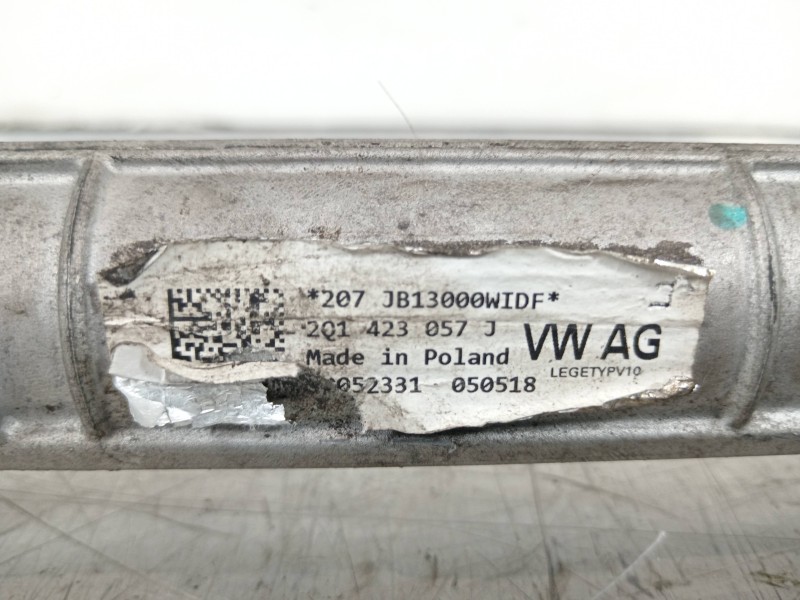 *207 JB13000WIDF*
2Q1 423 057 J
Made in Poland
VW AG
LEGETYPV10
052331 050518